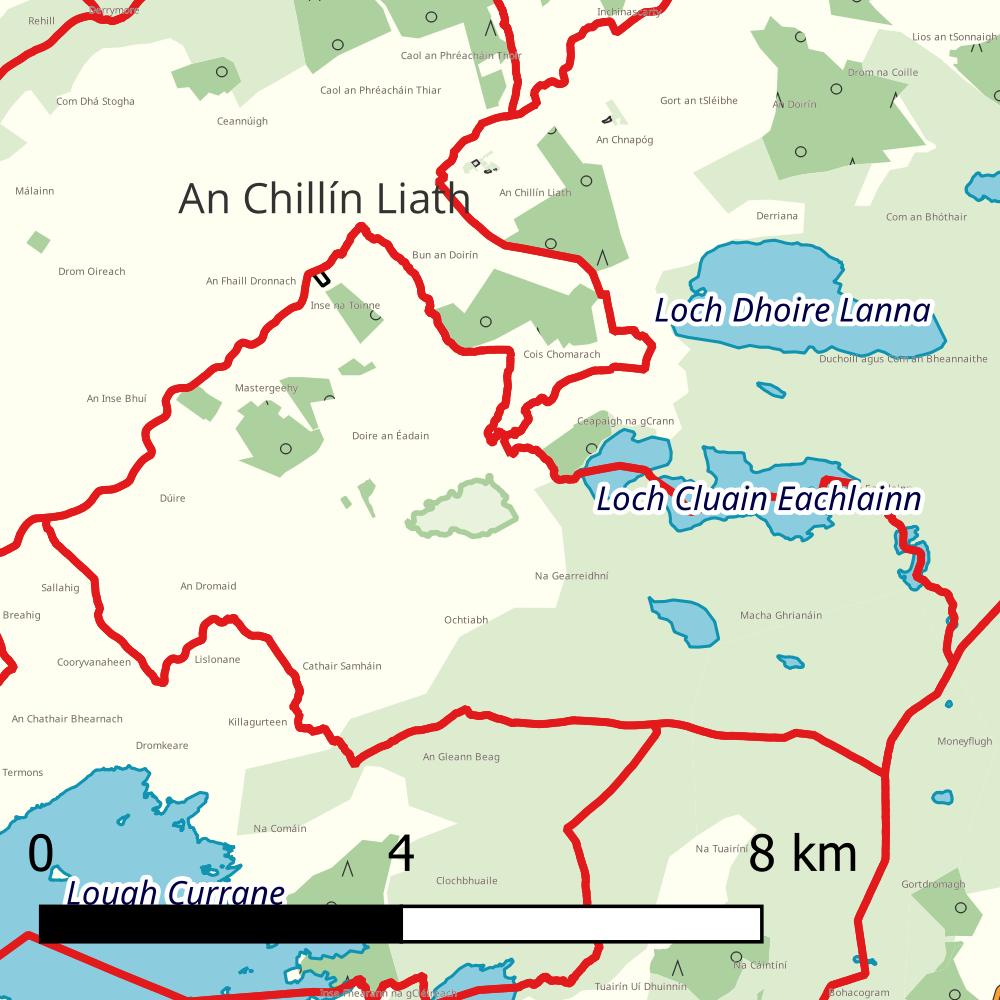 Derrymore
Inchinascarty
Rehill
Lios an tSonnaigh
Caol an Phréacháin Thoir
Drom na Coille
Caol an Phréacháin Thiar
Com Dhá Stogha
Gort an tSléibhe
An Doirín
Ceannúigh
An Chnapóg
Málainn
An Chillín Liath
An Chillín Liath
Derriana
Com an Bhóthair
Bun an Doirín
Drom Oireach
An Fhaill Dronnach
Inse na Toinne
Loch Dhoire Lanna
Cois Chomarach
Duchoill agus Com an Bheannaithe
Mastergeehy
An Inse Bhuí
Ceapaigh na gCrann
Doire an Éadain
Dúire
Loch Cluain Eachlainn
Na Gearreidhní
Sallahig
An Dromaid
Breahig
Macha Ghrianáin
Ochtiabh
Cooryvanaheen
Lislonane
Cathair Samháin
An Chathair Bhearnach
Killagurteen
Dromkeare
Moneyflugh
An Gleann Beag
Termons
Na Comáin
Na Tuairíní
0 4 8 km
Clochbhuaile
Gortdromagh
Lough Currane
Na Cáintíní
Tuairín Uí Dhuinnín
Inse Fhearann na gCléireach
Bohacogram